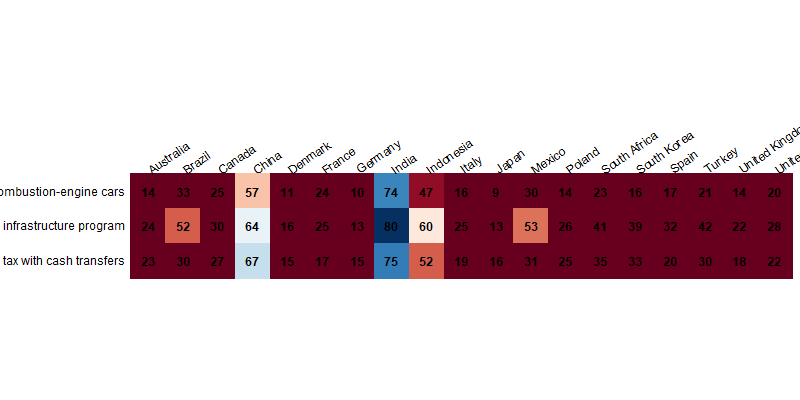 Australia Brazil Canada China Denmark France Germany India Indonesia Italy Japan Mexico Poland South Africa South Korea Spain Turkey United Kingdo Unite
ombustion-engine cars 14 33 25 57 11 24 10 74 47 16 9 30 14 23 16 17 21 14 20
infrastructure program 24 52 30 64 16 25 13 80 60 25 13 53 26 41 39 32 42 22 28
tax with cash transfers 23 30 27 67 15 17 15 75 52 19 16 31 25 35 33 20 30 18 22